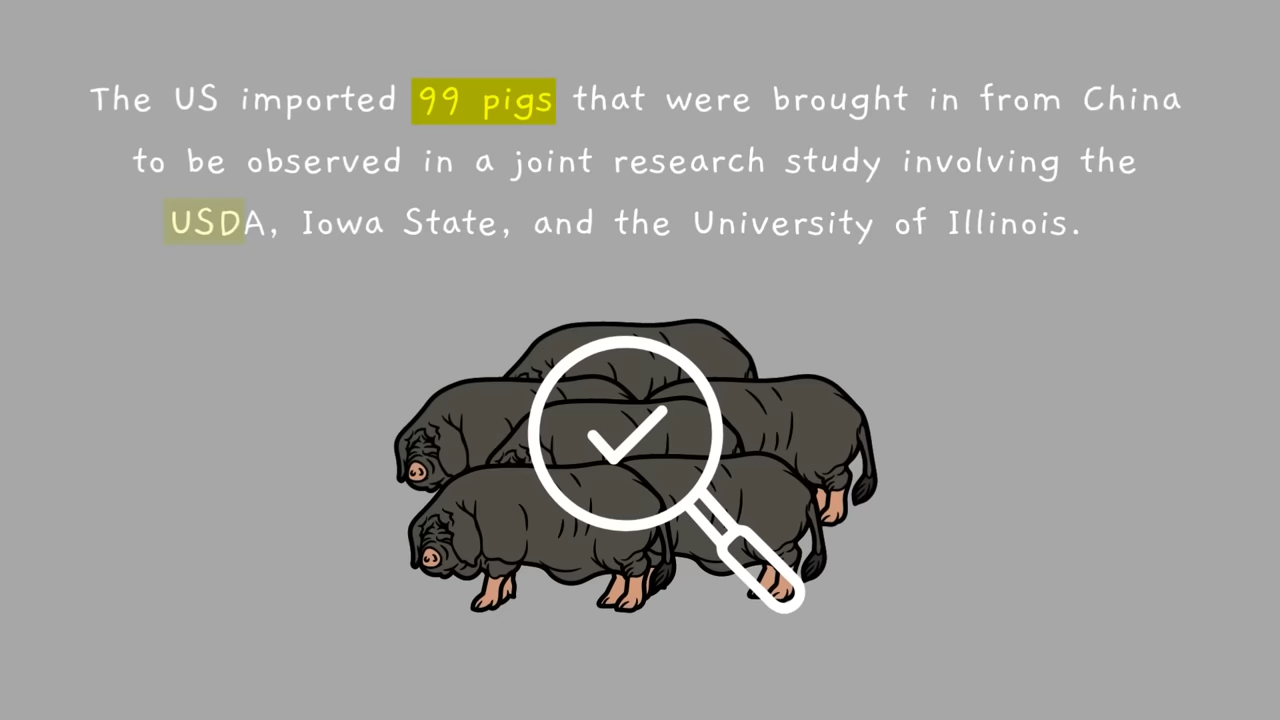 The US imported 99 pigs that were brought in from China
to be observed in a joint research study involving the
USDA, Iowa State, and the University of Illinois.